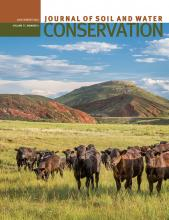 JOURNAL OF SOIL AND WATER
CONSERVATION